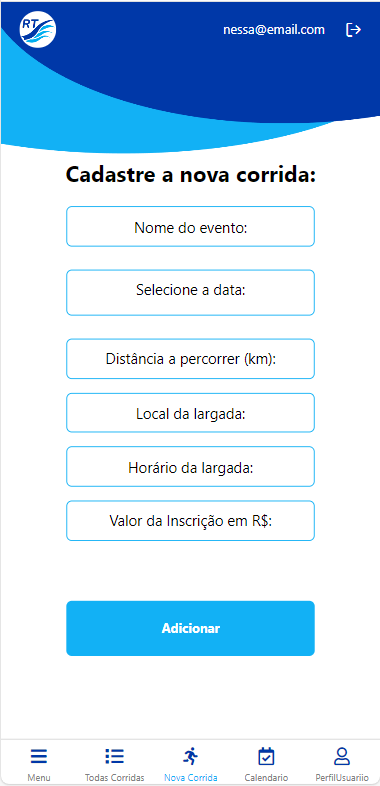 RT
nessa@email.com
Cadastre a nova corrida:
Nome do evento:
Selecione a data:
Distância a percorrer (km):
Local da largada:
Horário da largada:
Valor da Inscrição em R$:
Adicionar
Menu Todas Corridas Nova Corrida Calendario PerfilUsuariio